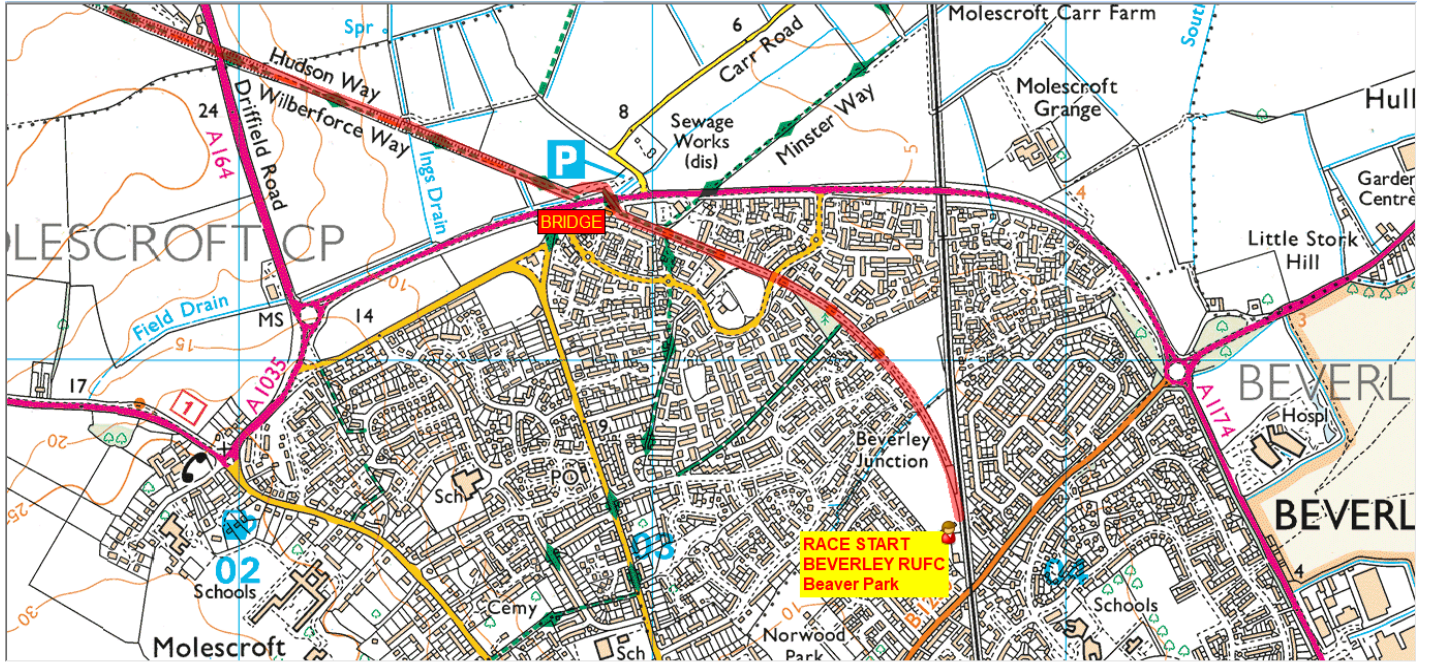 Spr
6
Carr Road
Molescroft Carr Farm
South
Hudson Way
Wilberforce Way
24
A164
Driffield Road
Ings Drain
8
P
Sewage
Works
(dis)
Minster Way
5
Molescroft
Grange
Hull
Garden
Centre
4
BRIDGE
OLESCROFT CP
Little Stork
Hill
Field Drain
MS
14
10
15
3
17
1
A1035
20
9
Beverley
Junction
A1174
BEVERL
Hospl
Sch
PO
25
BEVERL
RACE START
BEVERLEY RUFC
Beaver Park
02
03
04
Schools
30
Cemy
10
B12
Schools
4
Molescroft
Sch
Norwood
Park